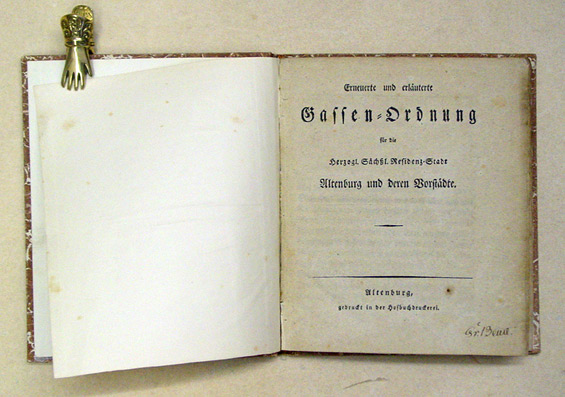 Erneuerte und erläuterte
Gassen-Ordnung
für die
Herzogl. Sächßl. Residenz-Stadt
Altenburg und deren Vorstädte.
Altenburg,
gedruckt in der Hofbuchdruckerei.